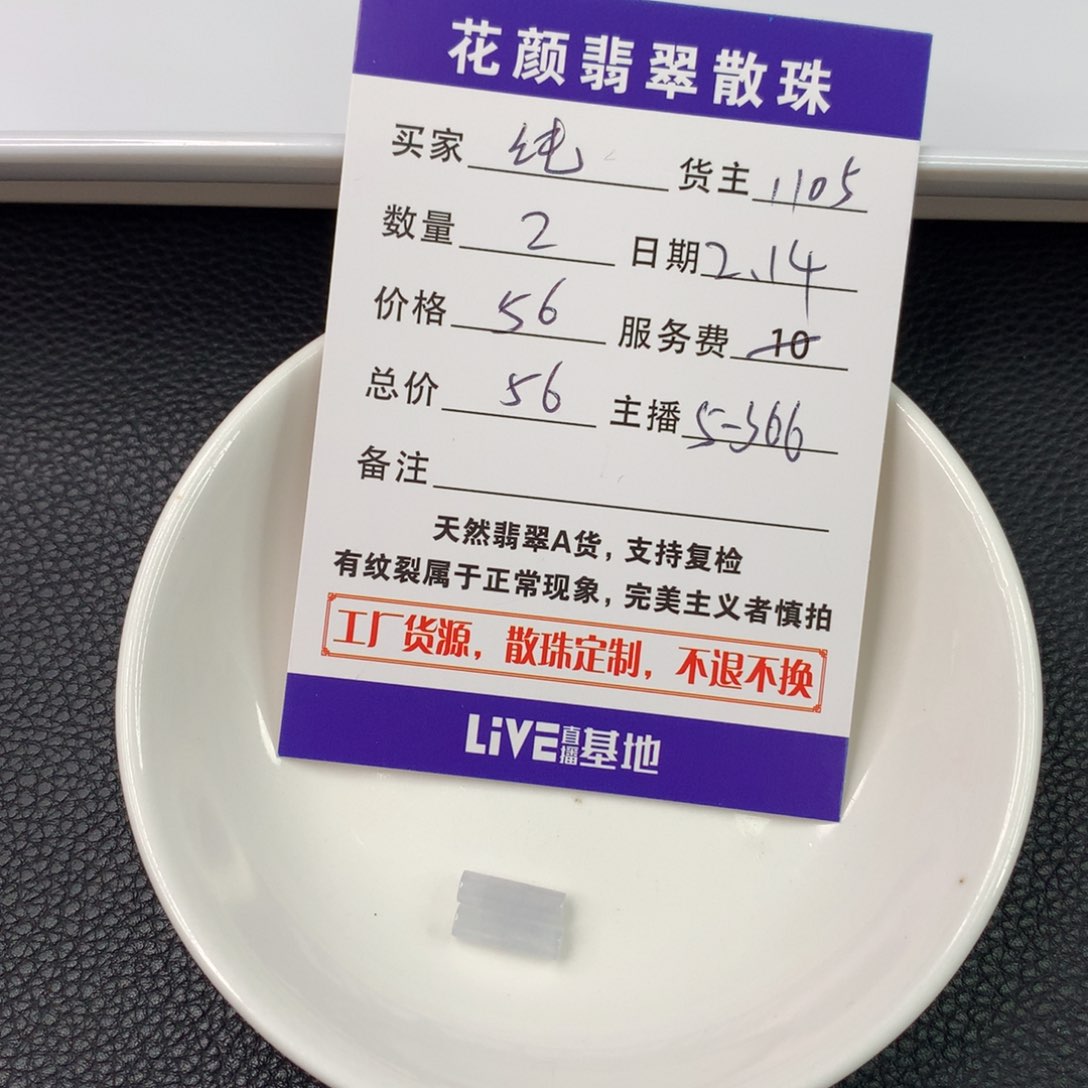 花颜翡翠散珠
买家 纯 货主 1105
数量 2 日期 2.14
价格 56 服务费 10
总价 56 主播 5-366
备注
天然翡翠A货，支持复检
有纹裂属于正常现象，完美主义者慎拍
工厂货源，散珠定制，不退不换
LiVE直播基地